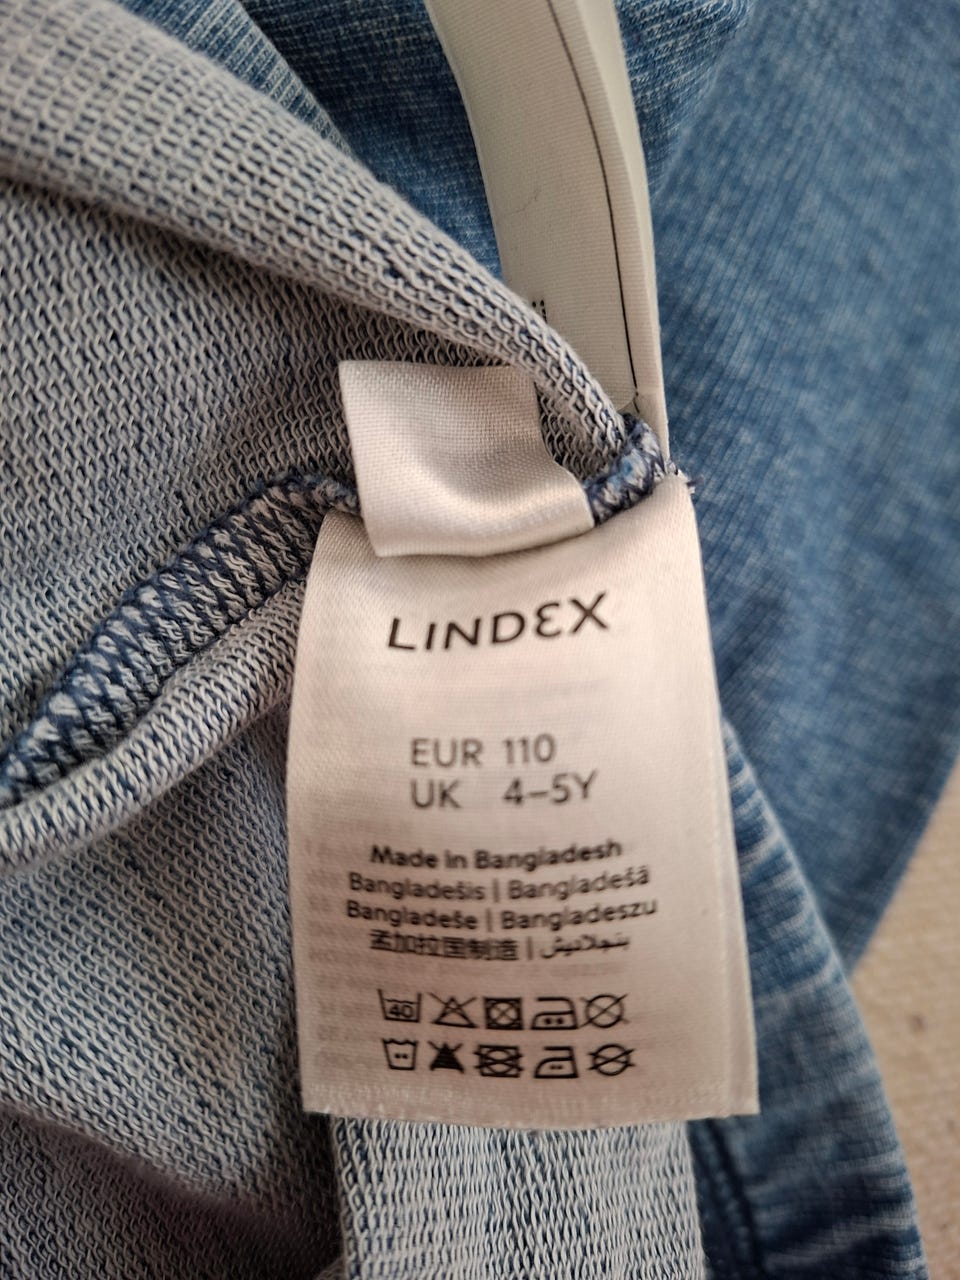 LINDEX
EUR 110
UK 4–5Y
Made in Bangladesh
Bangladešis | Bangladešā
Bangladeše | Bangladeszu
孟加拉国制造 | بنجلاديش
40